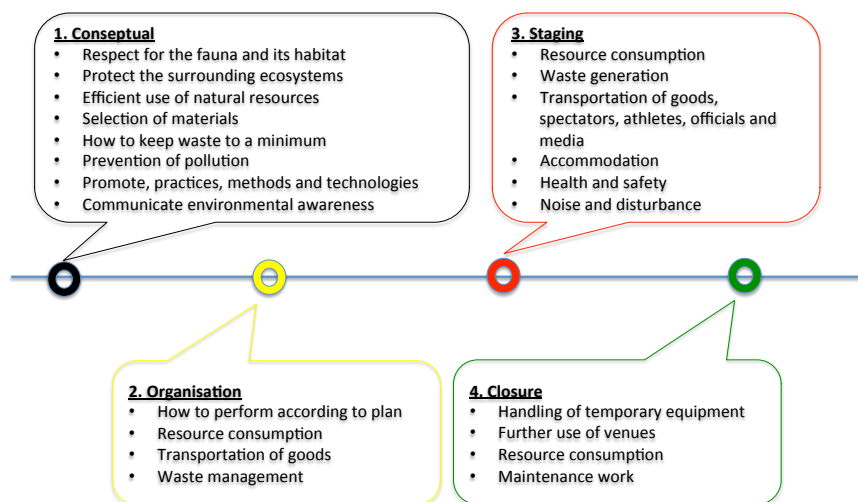 1. Conseptual
• Respect for the fauna and its habitat
• Protect the surrounding ecosystems
• Efficient use of natural resources
• Selection of materials
• How to keep waste to a minimum
• Prevention of pollution
• Promote, practices, methods and technologies
• Communicate environmental awareness
3. Staging
• Resource consumption
• Waste generation
• Transportation of goods,
spectators, athletes, officials and
media
• Accommodation
• Health and safety
• Noise and disturbance
2. Organisation
• How to perform according to plan
• Resource consumption
• Transportation of goods
• Waste management
4. Closure
• Handling of temporary equipment
• Further use of venues
• Resource consumption
• Maintenance work